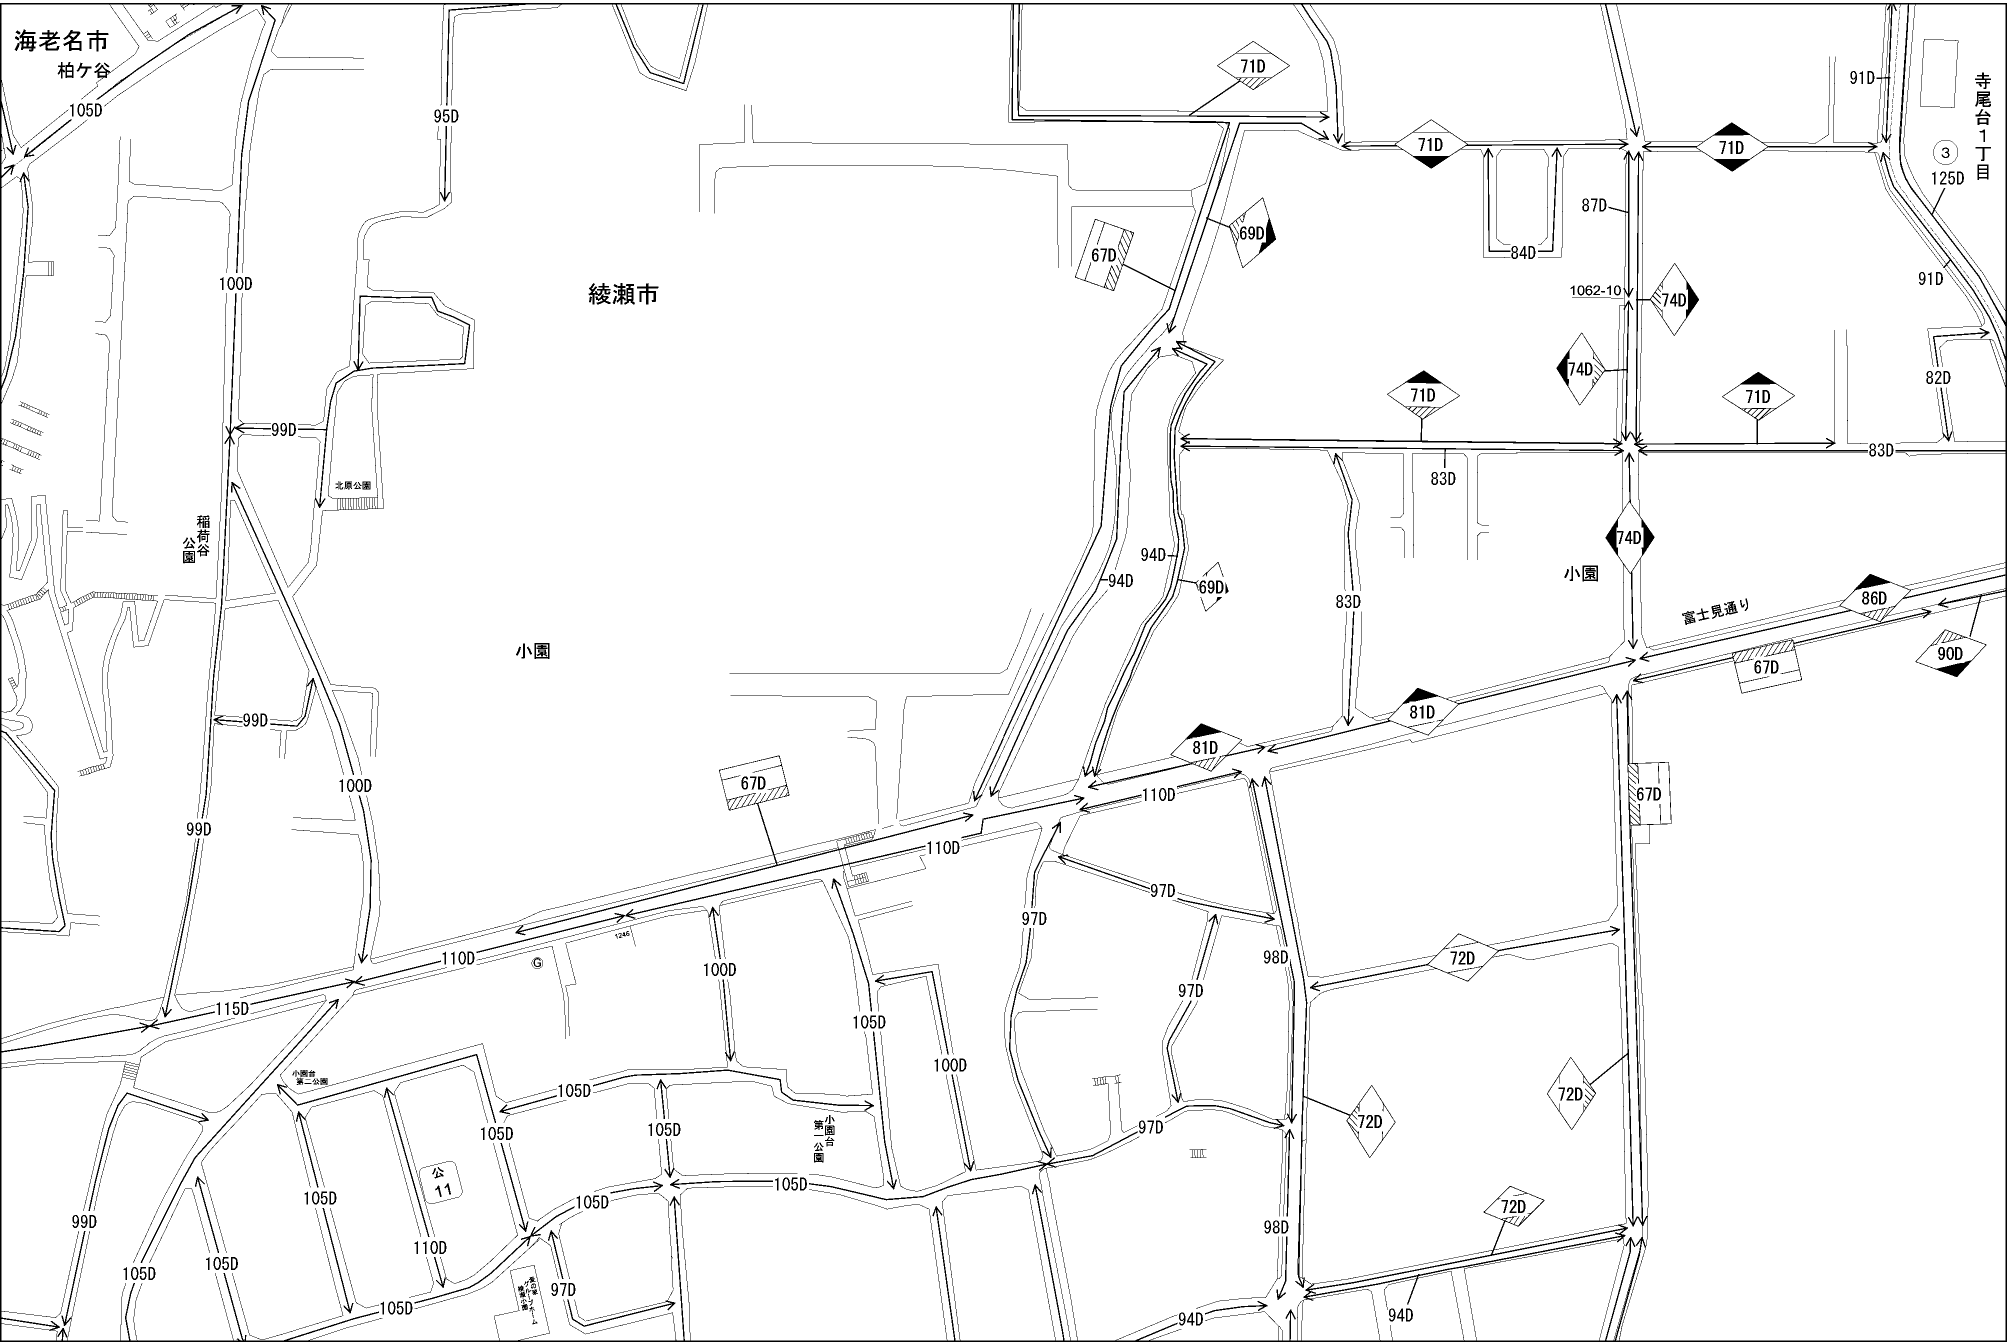 海老名市
柏ケ谷
105D
95D
71D
91D
寺尾台1丁目
3
125D
71D
71D
87D
84D
69D
67D
91D
100D
綾瀬市
1062-10
74D
74D
82D
71D
71D
99D
83D
83D
北原公園
稲荷谷
公園
74D
94D
94D
69D
小園
83D
富士見通り
86D
90D
67D
小園
99D
81D
81D
67D
100D
110D
67D
99D
110D
97D
97D
1246
98D
72D
G
110D
100D
97D
115D
105D
100D
小園台
第二公園
105D
72D
72D
小園台
第一公園
105D
105D
97D
公
11
105D
105D
105D
72D
99D
98D
110D
105D
105D
97D
105D
94D
94D